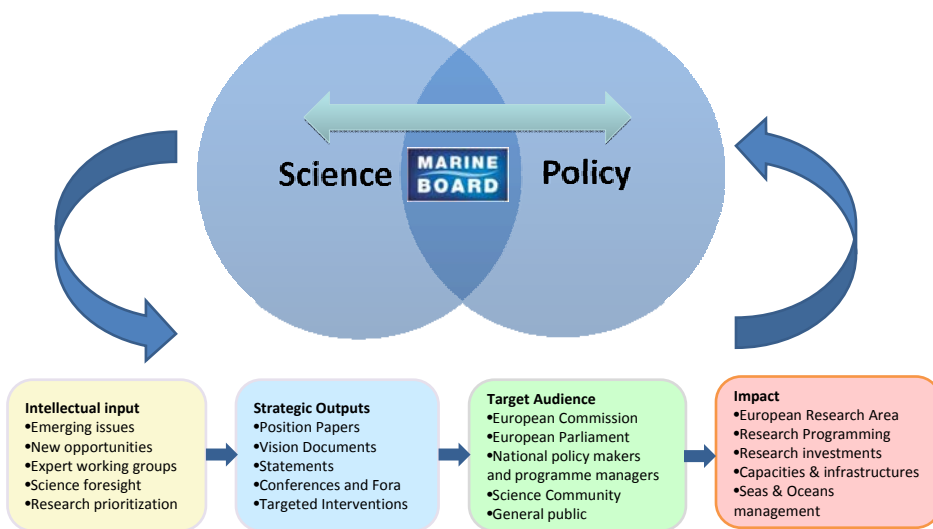 Science
MARINE
BOARD
Policy
Intellectual input
•Emerging issues
•New opportunities
•Expert working groups
•Science foresight
•Research prioritization
Strategic Outputs
•Position Papers
•Vision Documents
•Statements
•Conferences and Fora
•Targeted Interventions
Target Audience
•European Commission
•European Parliament
•National policy makers
and programme managers
•Science Community
•General public
Impact
•European Research Area
•Research Programming
•Research investments
•Capacities & infrastructures
•Seas & Oceans
management